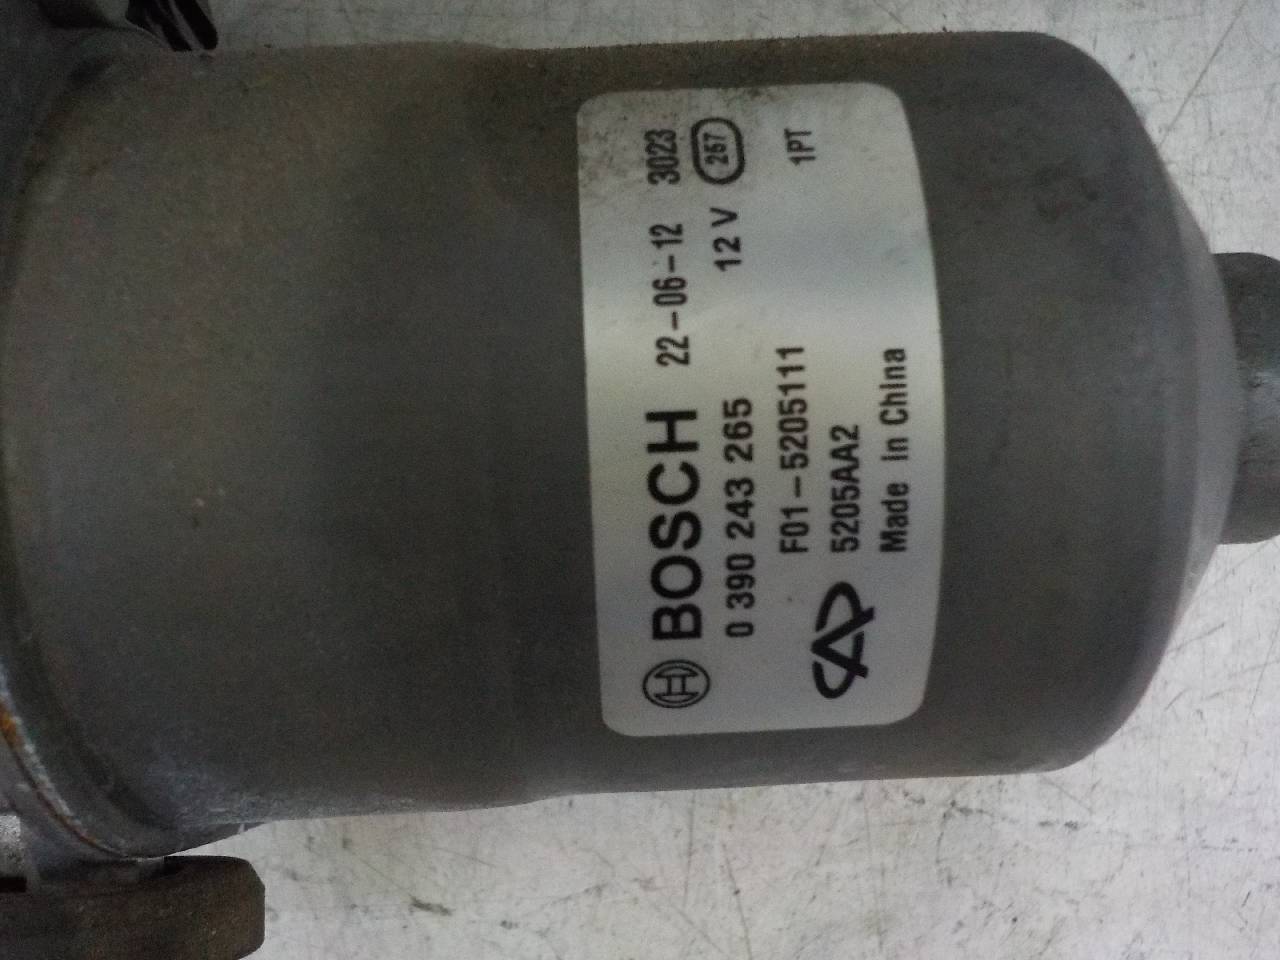 BOSCH 22-06-12 3023
0 390 243 265 12 V 267
F01-5205111 1PT
5205AA2
Made in China